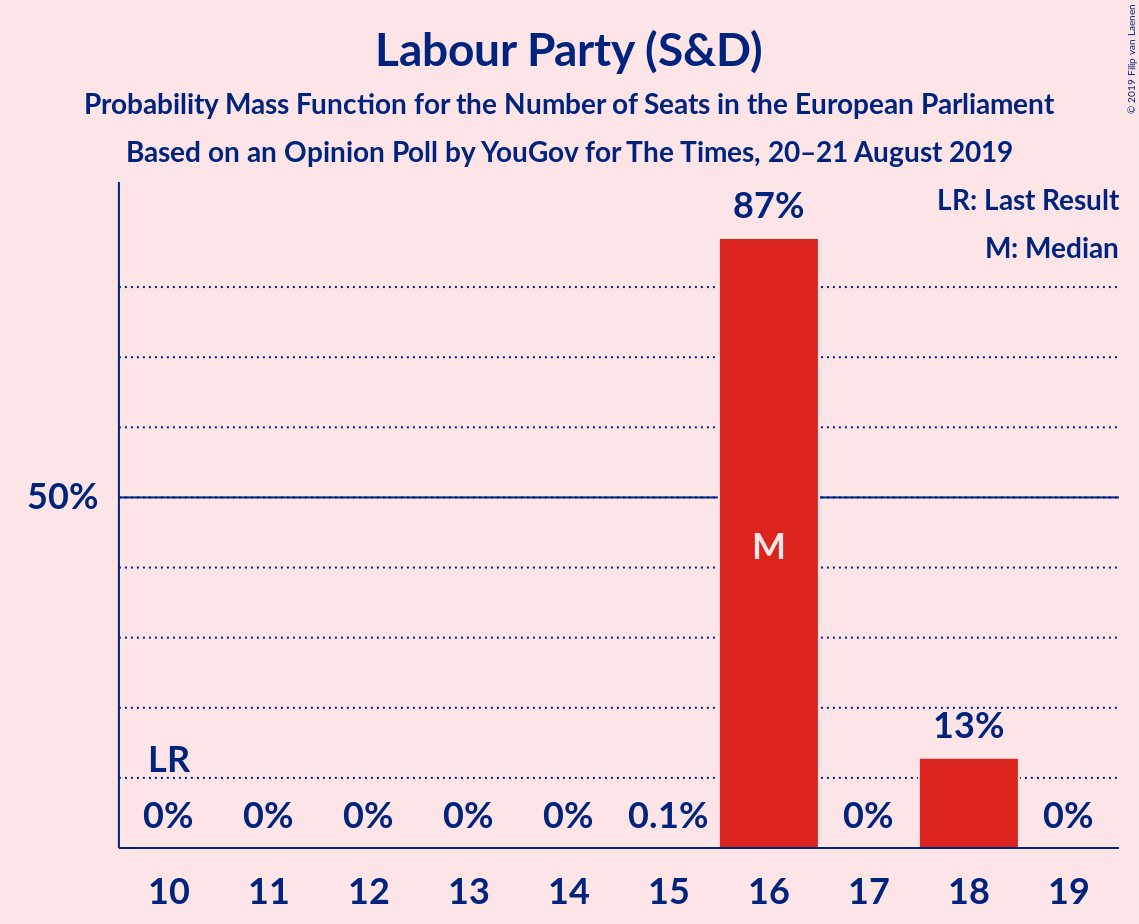 Labour Party (S&D)
Probability Mass Function for the Number of Seats in the European Parliament
Based on an Opinion Poll by YouGov for The Times, 20–21 August 2019
© 2019 Filip van Laenen
LR: Last Result
M: Median
87%
50%
M
13%
LR
0% 0% 0% 0% 0% 0.1% 0% 0%
10 11 12 13 14 15 16 17 18 19